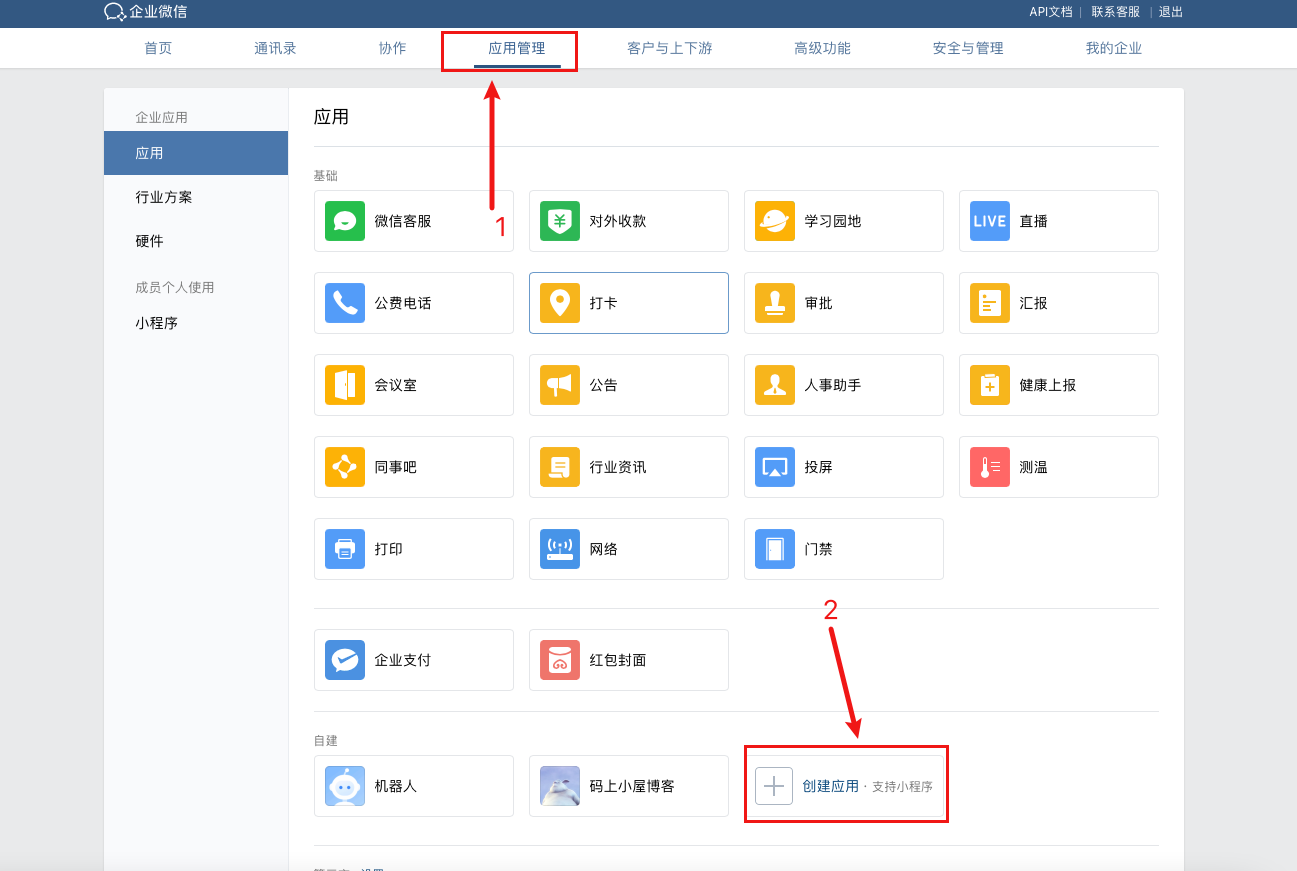 企业微信
API文档 | 联系客服 | 退出
首页 通讯录 协作 应用管理 客户与上下游 高级功能 安全与管理 我的企业
企业应用
应用
行业方案
硬件
成员个人使用
小程序
应用
基础
微信客服 对外收款 学习园地 LIVE 直播
1
公费电话 打卡 审批 汇报
会议室 公告 人事助手 健康上报
同事吧 行业资讯 投屏 测温
打印 网络 门禁
2
企业支付 红包封面
自建
机器人 码上小屋博客 创建应用 · 支持小程序